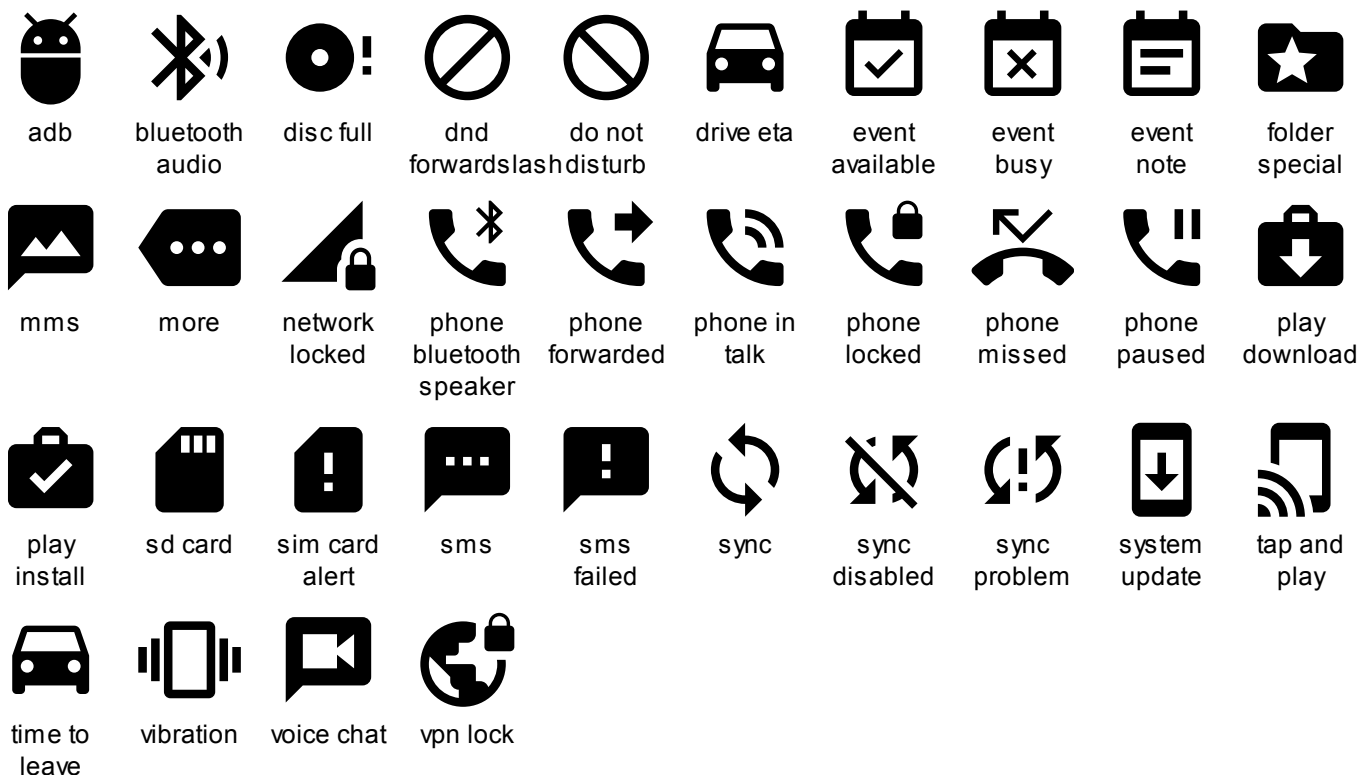 adb bluetooth disc full dnd do not drive eta event event event folder
audio forwardslash disturb available busy note special
mms more network phone phone phone in phone phone phone play
locked bluetooth forwarded talk locked missed paused download
speaker
play sd card sim card sms sms sync sync sync system tap and
install alert failed disabled problem update play
time to vibration voice chat vpn lock
leave